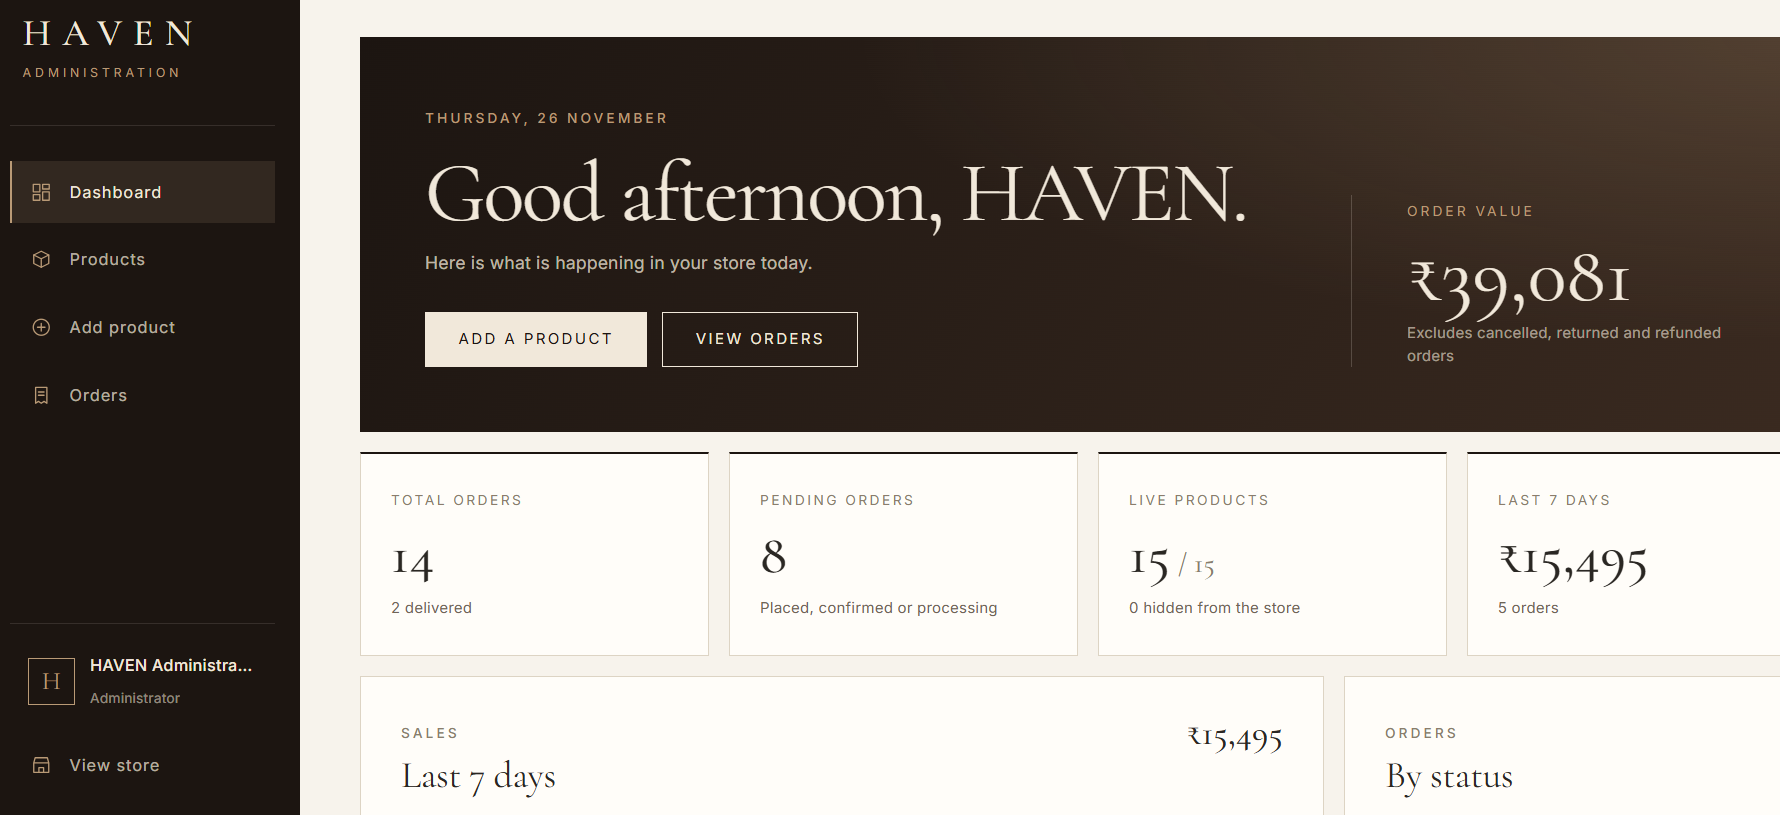 HAVEN
ADMINISTRATION
Dashboard
Products
Add product
Orders
H
HAVEN Administra...
Administrator
View store
THURSDAY, 26 NOVEMBER
Good afternoon, HAVEN.
Here is what is happening in your store today.
ADD A PRODUCT
VIEW ORDERS
ORDER VALUE
₹39,081
Excludes cancelled, returned and refunded
orders
TOTAL ORDERS
14
2 delivered
PENDING ORDERS
8
Placed, confirmed or processing
LIVE PRODUCTS
15 / 15
0 hidden from the store
LAST 7 DAYS
₹15,495
5 orders
SALES
₹15,495
Last 7 days
ORDERS
By status